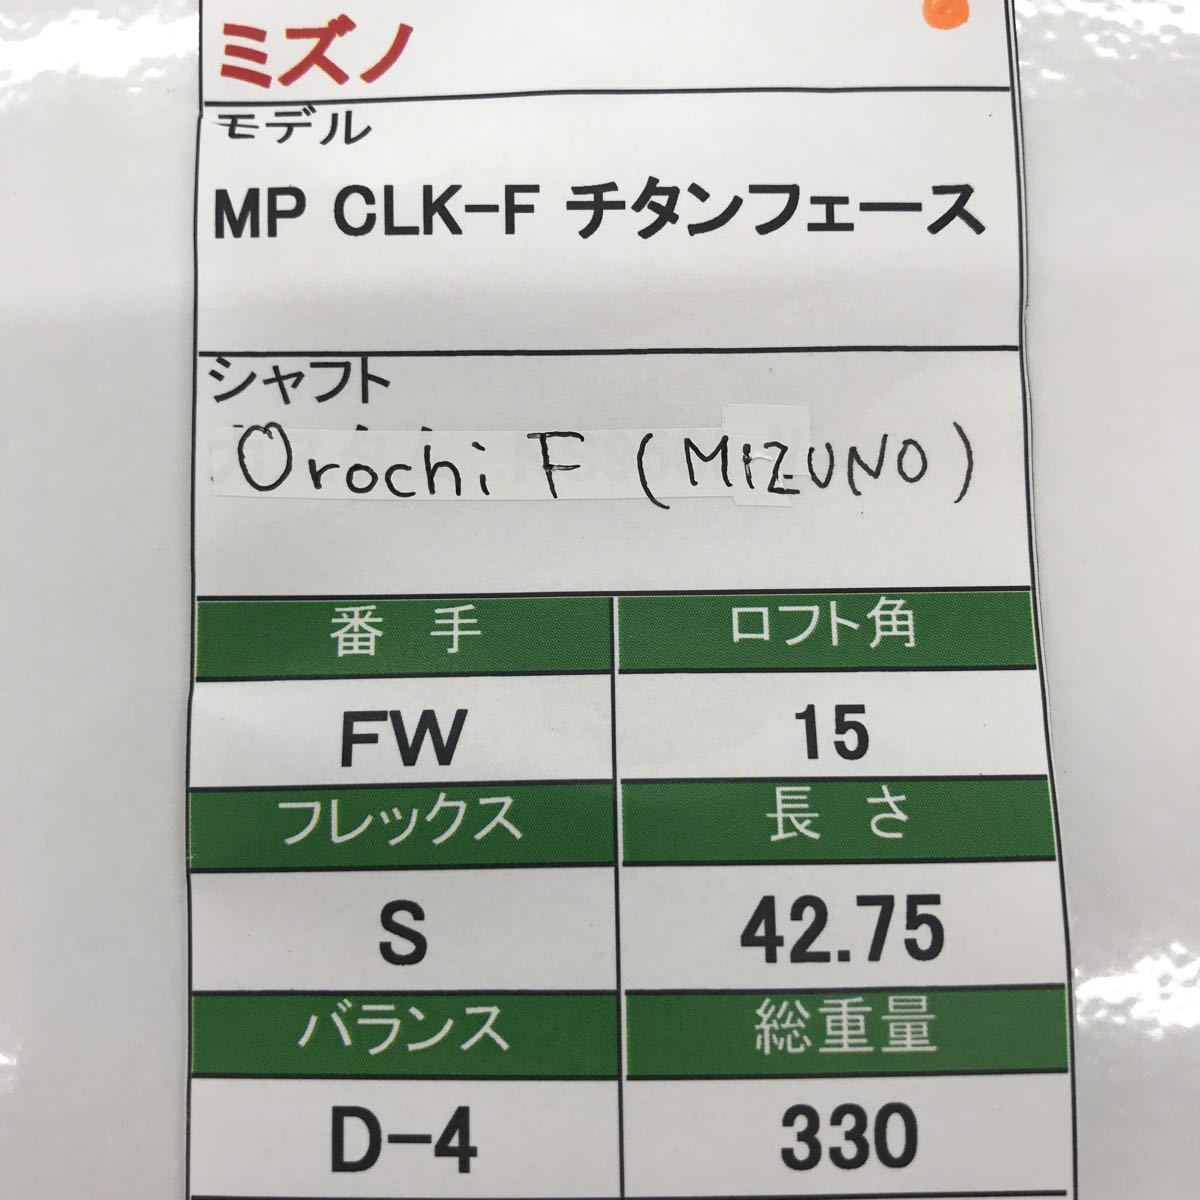 ミズノ
モデル
MP CLK-F チタンフェース
シャフト
Orochi F (MIZUNO)
番 手 ロフト角
FW 15
フレックス 長 さ
S 42.75
バランス 総重量
D-4 330